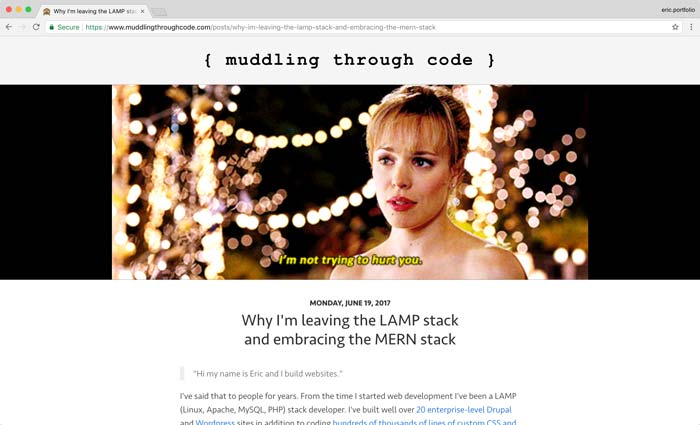 Why I'm leaving the LAMP stac
eric.portfolio
Secure https://www.muddlingthroughcode.com/posts/why-im-leaving-the-lamp-stack-and-embracing-the-mern-stack
{ muddling through code }
I'm not trying to hurt you.
MONDAY, JUNE 19, 2017
Why I'm leaving the LAMP stack
and embracing the MERN stack
"Hi my name is Eric and I build websites."
I've said that to people for years. From the time I started web development I've been a LAMP
(Linux, Apache, MySQL, PHP) stack developer. I've built well over 20 enterprise-level Drupal
and Wordpress sites in addition to coding hundreds of thousands of lines of custom CSS and